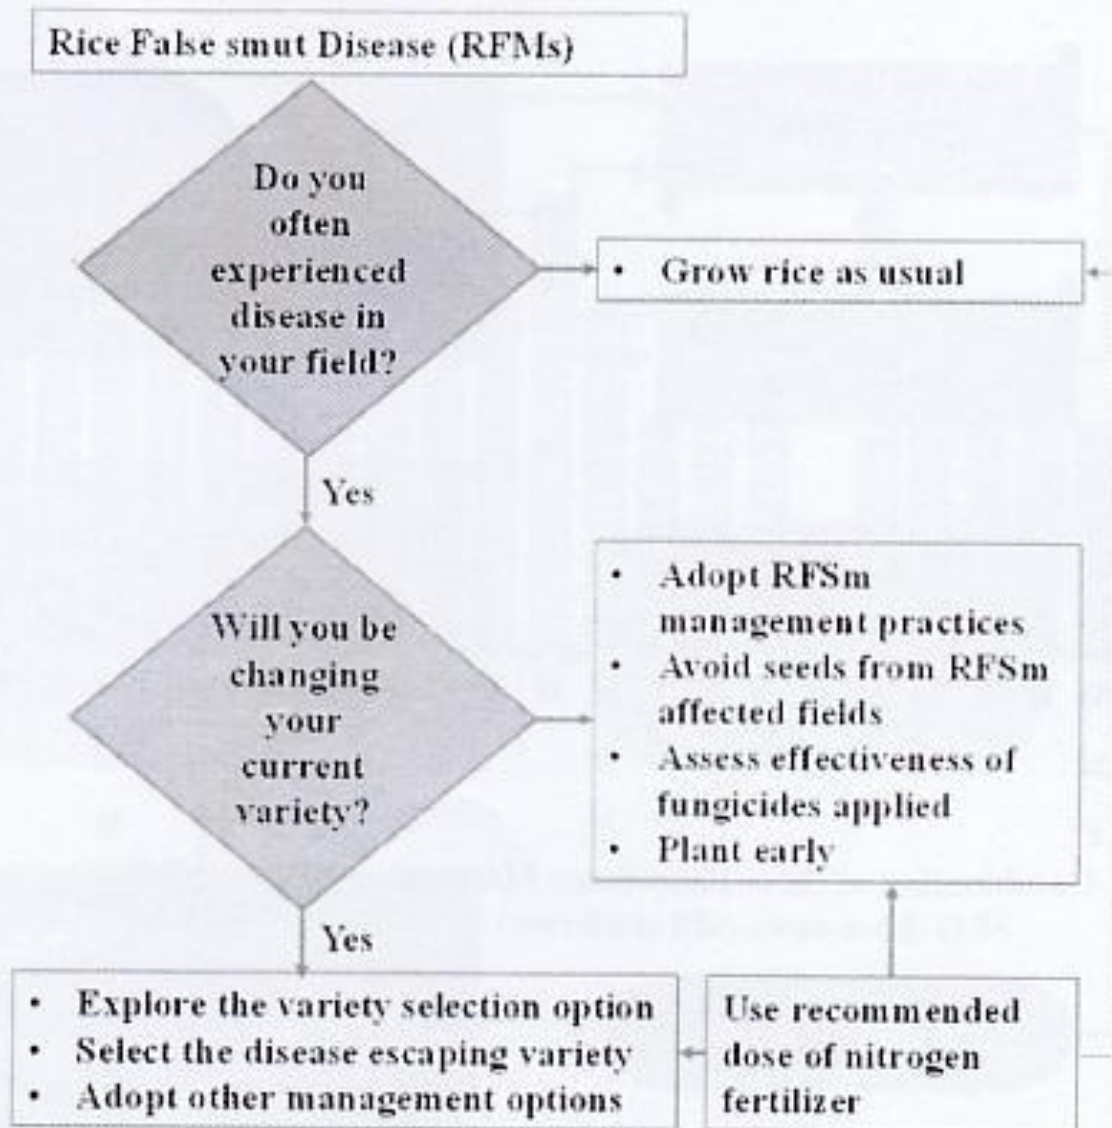 Rice False smut Disease (RFMs)
Do you
often
experienced
disease in
your field?
• Grow rice as usual
Yes
Will you be
changing
your
current
variety?
• Adopt RFSm
management practices
• Avoid seeds from RFSm
affected fields
• Assess effectiveness of
fungicides applied
• Plant early
Yes
• Explore the variety selection option
• Select the disease escaping variety
• Adopt other management options
Use recommended
dose of nitrogen
fertilizer